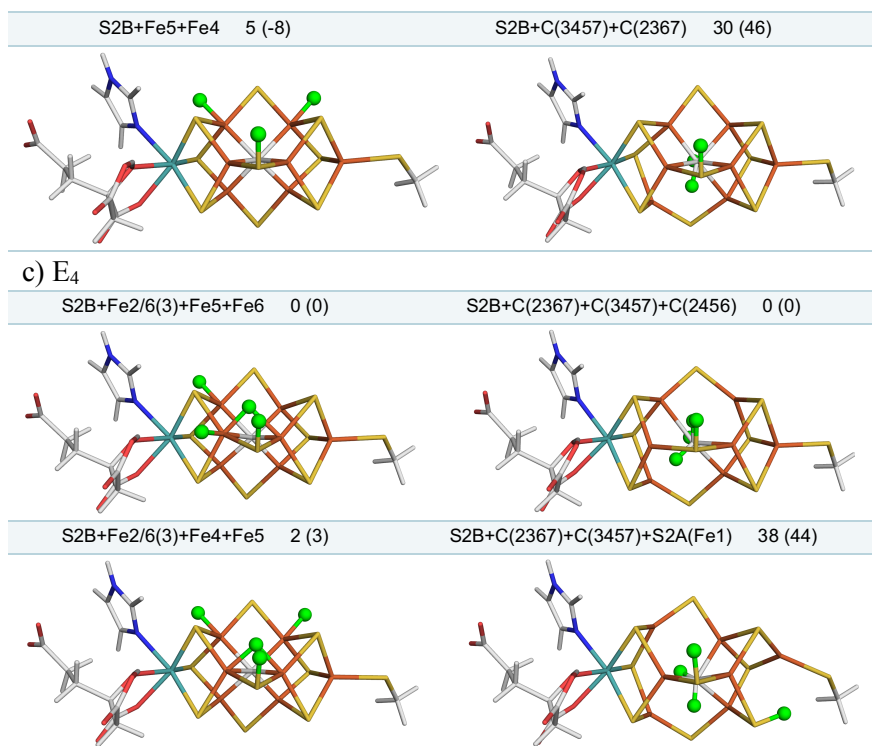 S2B+Fe5+Fe4 5 (-8) S2B+C(3457)+C(2367) 30 (46)
c) E₄
S2B+Fe2/6(3)+Fe5+Fe6 0 (0) S2B+C(2367)+C(3457)+C(2456) 0 (0)
S2B+Fe2/6(3)+Fe4+Fe5 2 (3) S2B+C(2367)+C(3457)+S2A(Fe1) 38 (44)